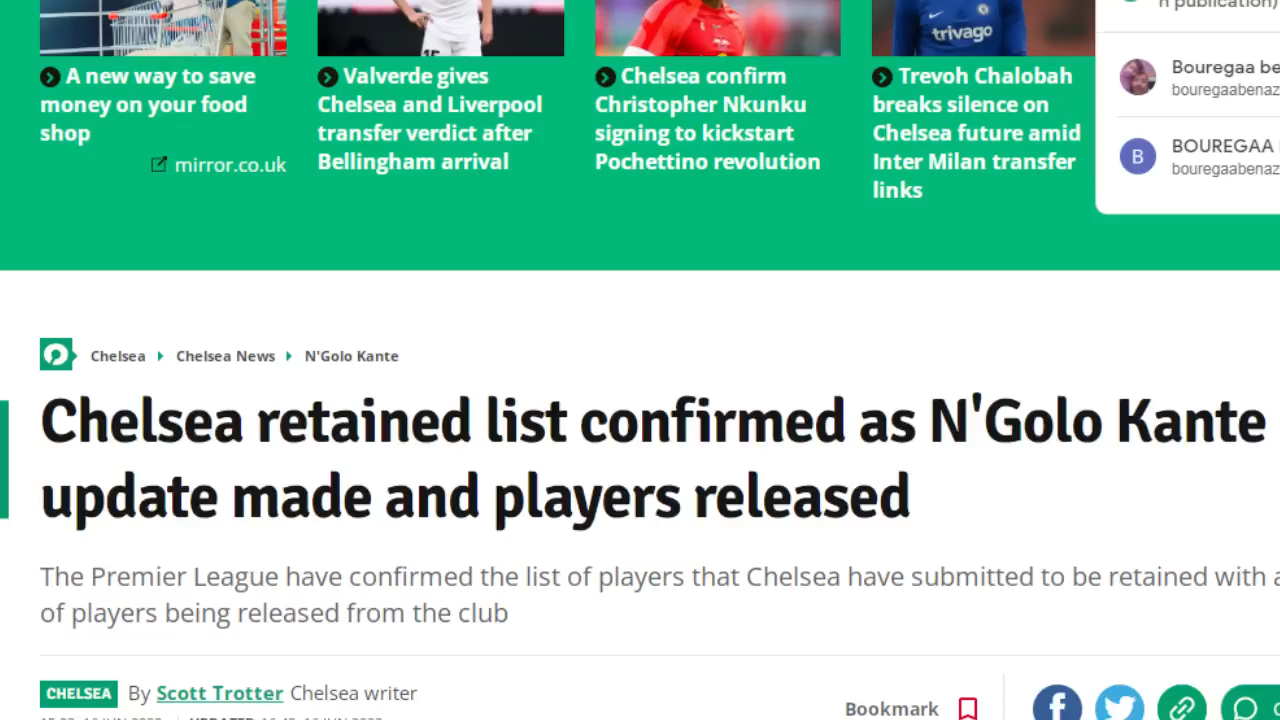 n publication)
trivago
A new way to save
money on your food
shop
mirror.co.uk
Valverde gives
Chelsea and Liverpool
transfer verdict after
Bellingham arrival
Chelsea confirm
Christopher Nkunku
signing to kickstart
Pochettino revolution
Trevoh Chalobah
breaks silence on
Chelsea future amid
Inter Milan transfer
links
Bouregaa be
bouregaabenaz
B
BOUREGAA
bouregaabenaz
Chelsea Chelsea News N'Golo Kante
Chelsea retained list confirmed as N'Golo Kante
update made and players released
The Premier League have confirmed the list of players that Chelsea have submitted to be retained with a
of players being released from the club
CHELSEA By Scott Trotter Chelsea writer
Bookmark